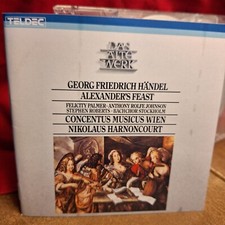 TELDEC
DAS
ALTE
WERK
GEORG FRIEDRICH HÄNDEL
ALEXANDER'S FEAST
FELICITY PALMER · ANTHONY ROLFE JOHNSON
STEPHEN ROBERTS · BACHCHOR STOCKHOLM
CONCENTUS MUSICUS WIEN
NIKOLAUS HARNONCOURT